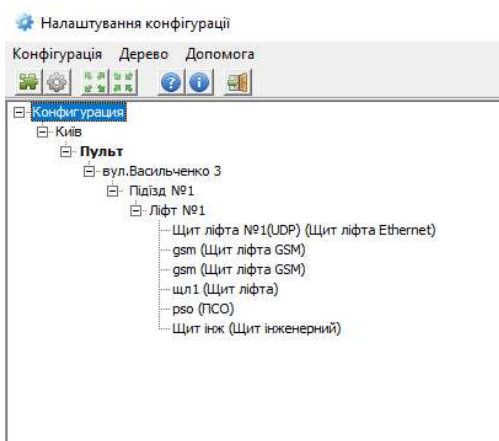 Налаштування конфігурації
Конфігурація Дерево Допомога
Конфигурация
Київ
Пульт
вул.Васильченко 3
Підїзд №1
Ліфт №1
Щит ліфта №1(UDP) (Щит ліфта Ethernet)
gsm (Щит ліфта GSM)
gsm (Щит ліфта GSM)
щл1 (Щит ліфта)
pso (ПСО)
Щит інж (Щит інженерний)